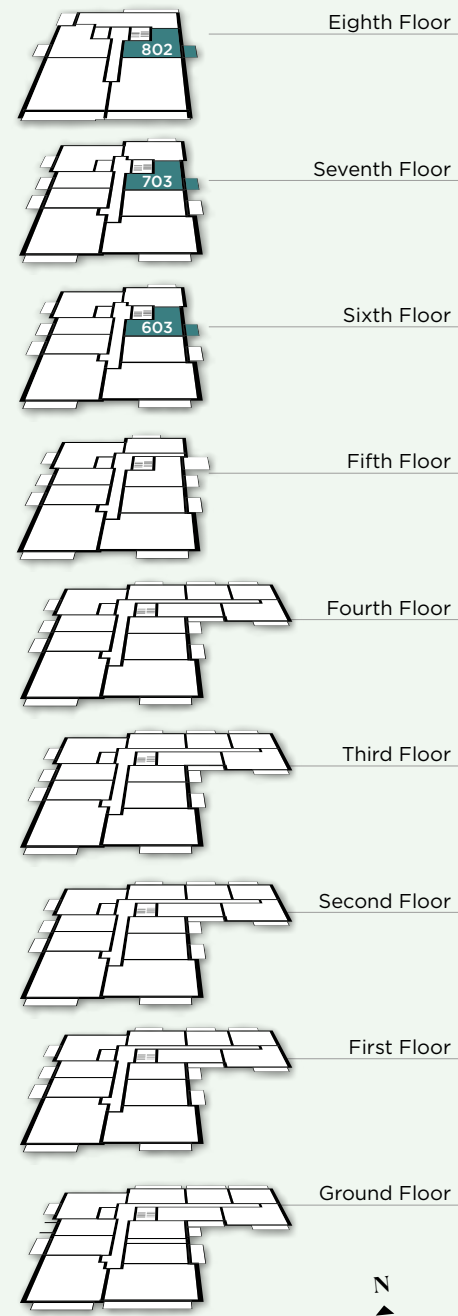 Eighth Floor
802
Seventh Floor
703
Sixth Floor
603
Fifth Floor
Fourth Floor
Third Floor
Second Floor
First Floor
Ground Floor
N